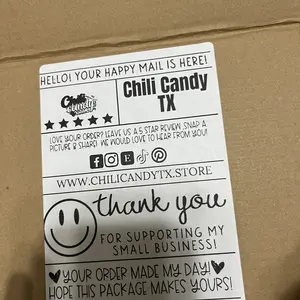 HELLO! YOUR HAPPY MAIL IS HERE!
Chili Candy
TX
LOVE YOUR ORDER? LEAVE US A 5 STAR REVIEW, SNAP A
PICTURE & SHARE! WE WOULD LOVE TO HEAR FROM YOU!
WWW.CHILICANDYTX.STORE
thank you
FOR SUPPORTING MY
SMALL BUSINESS!
YOUR ORDER MADE MY DAY!
HOPE THIS PACKAGE MAKES YOURS!